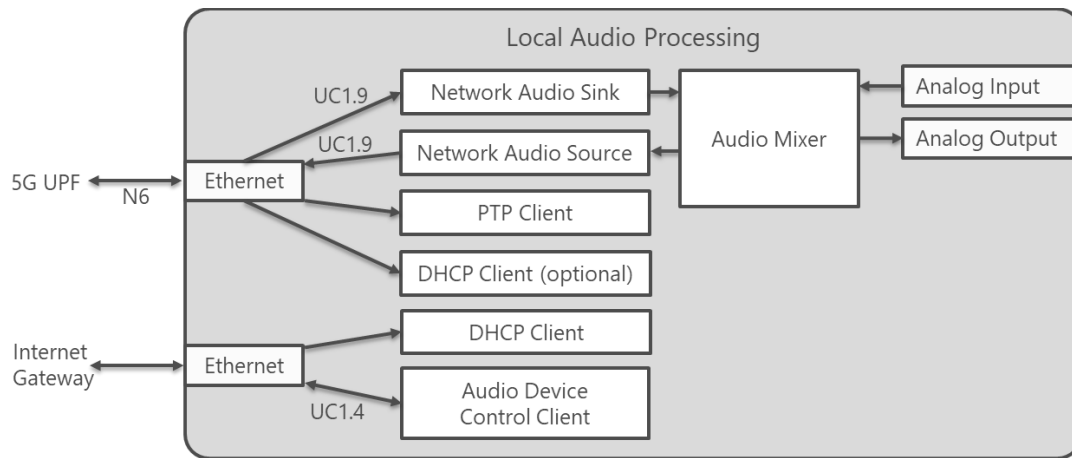 Local Audio Processing
UC1.9
Network Audio Sink
Analog Input
UC1.9
Network Audio Source
Audio Mixer
Analog Output
5G UPF
N6
Ethernet
PTP Client
DHCP Client (optional)
DHCP Client
Internet
Gateway
Ethernet
UC1.4
Audio Device
Control Client